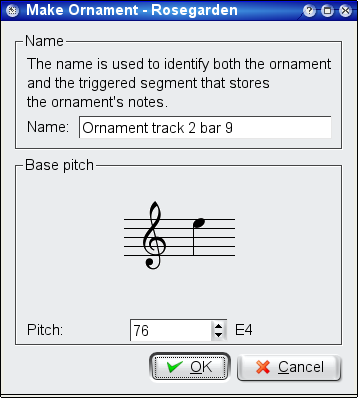 Make Ornament - Rosegarden
Name
The name is used to identify both the ornament
and the triggered segment that stores
the ornament's notes.
Name: Ornament track 2 bar 9
Base pitch
Pitch: 76 E4
OK Cancel